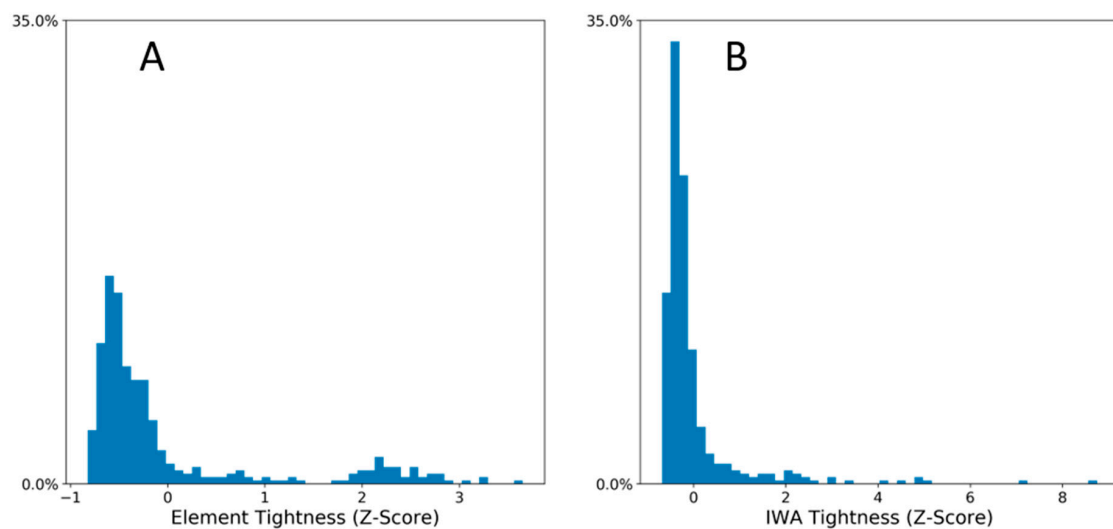 35.0%
A
0.0%
−1 0 1 2 3
Element Tightness (Z-Score)
35.0%
B
0.0%
0 2 4 6 8
IWA Tightness (Z-Score)